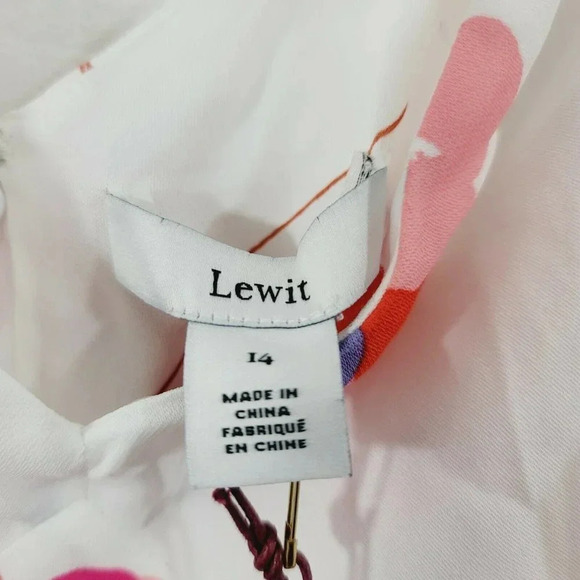 Lewit
14
MADE IN
CHINA
FABRIQUÉ
EN CHINE